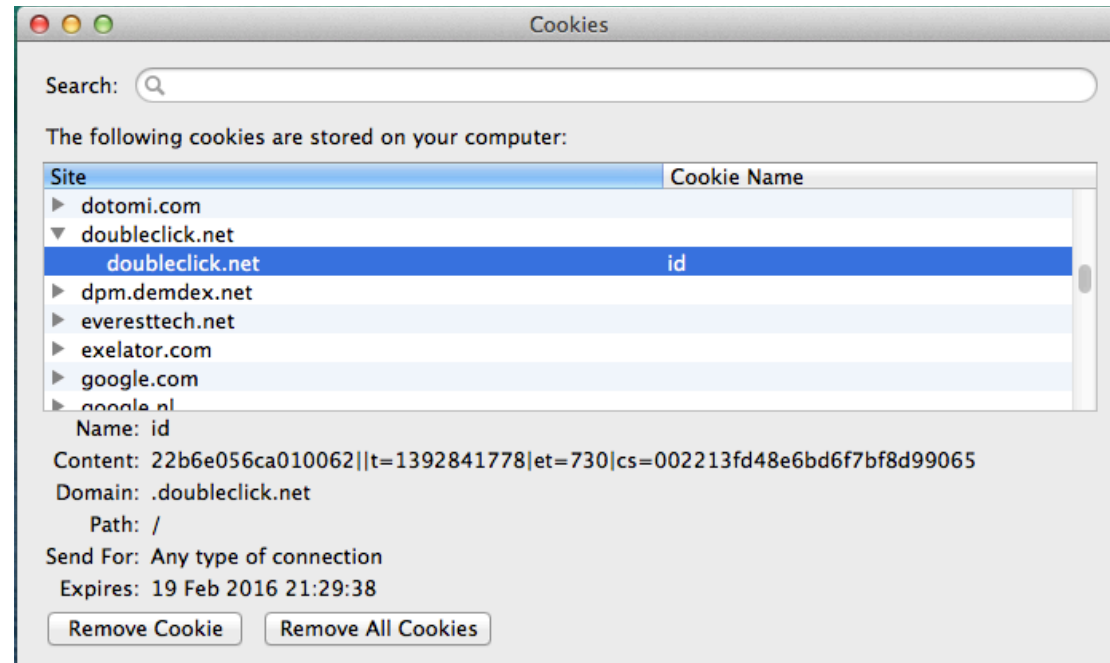 Cookies
Search:
The following cookies are stored on your computer:
Site Cookie Name
dotomi.com
doubleclick.net
doubleclick.net id
dpm.demdex.net
everesttech.net
exelator.com
google.com
google.nl
Name: id
Content: 22b6e056ca010062||t=1392841778|et=730|cs=002213fd48e6bd6f7bf8d99065
Domain: .doubleclick.net
Path: /
Send For: Any type of connection
Expires: 19 Feb 2016 21:29:38
Remove Cookie Remove All Cookies